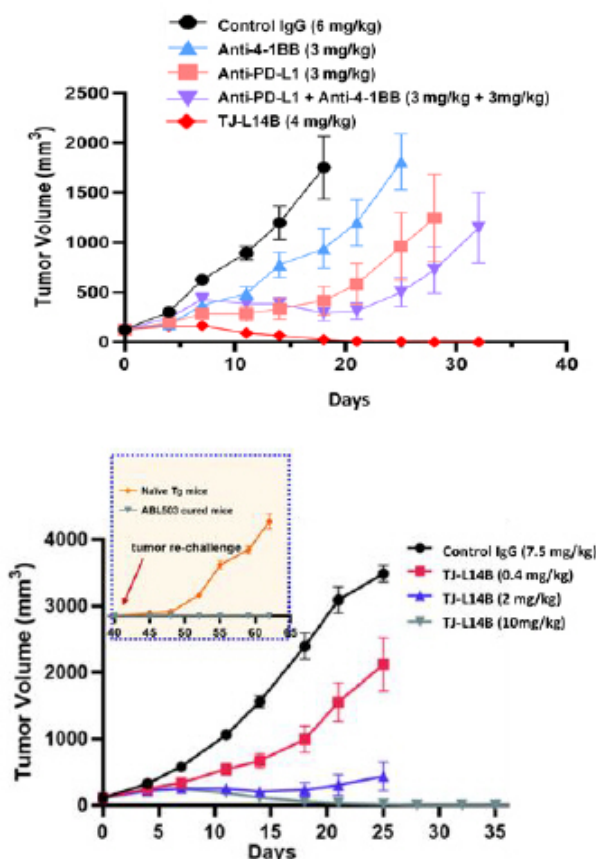 Control IgG (6 mg/kg)
Anti-4-1BB (3 mg/kg)
Anti-PD-L1 (3 mg/kg)
Anti-PD-L1 + Anti-4-1BB (3 mg/kg + 3mg/kg)
TJ-L14B (4 mg/kg)
Tumor Volume (mm³)
2500
2000
1500
1000
500
0
0 10 20 30 40
Days
Naïve Tg mice
ABL503 cured mice
tumor re-challenge
40 45 50 55 60 65
Control IgG (7.5 mg/kg)
TJ-L14B (0.4 mg/kg)
TJ-L14B (2 mg/kg)
TJ-L14B (10mg/kg)
Tumor Volume (mm³)
4000
3000
2000
1000
0
0 5 10 15 20 25 30 35
Days